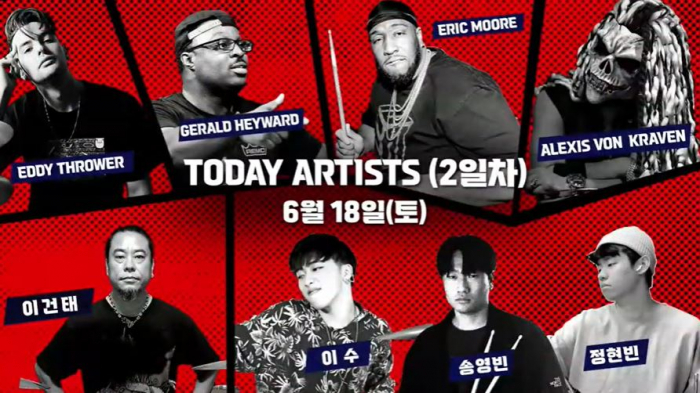 ERIC MOORE
GERALD HEYWARD
ALEXIS VON KRAVEN
EDDY THROWER
TODAY ARTISTS (2일차)
6월 18일(토)
이건태
이 수
송영빈
정현빈